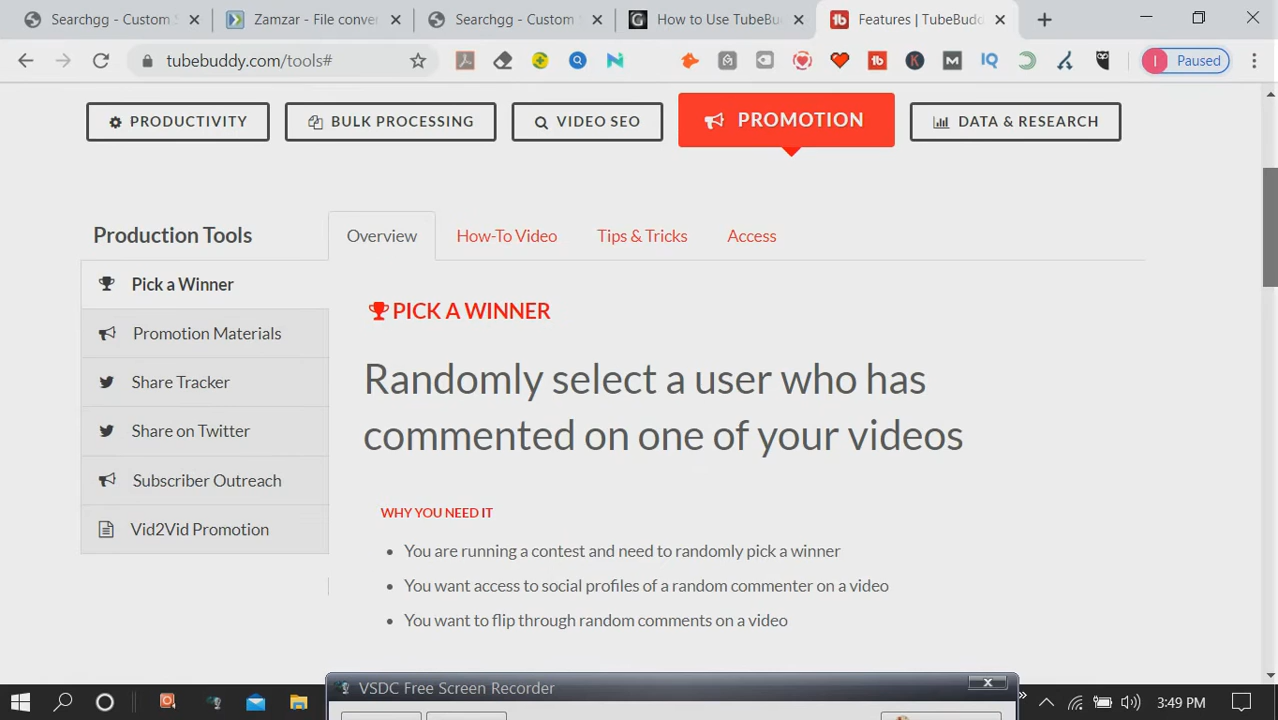 Searchgg - Custom
Zamzar - File conver
Searchgg - Custom
How to Use TubeBu
Features | TubeBudd
tubebuddy.com/tools#
Paused
PRODUCTIVITY
BULK PROCESSING
VIDEO SEO
PROMOTION
DATA & RESEARCH
Production Tools
Overview
How-To Video
Tips & Tricks
Access
Pick a Winner
Promotion Materials
Share Tracker
Share on Twitter
Subscriber Outreach
Vid2Vid Promotion
PICK A WINNER
Randomly select a user who has
commented on one of your videos
WHY YOU NEED IT
• You are running a contest and need to randomly pick a winner
• You want access to social profiles of a random commenter on a video
• You want to flip through random comments on a video
VSDC Free Screen Recorder
3:49 PM